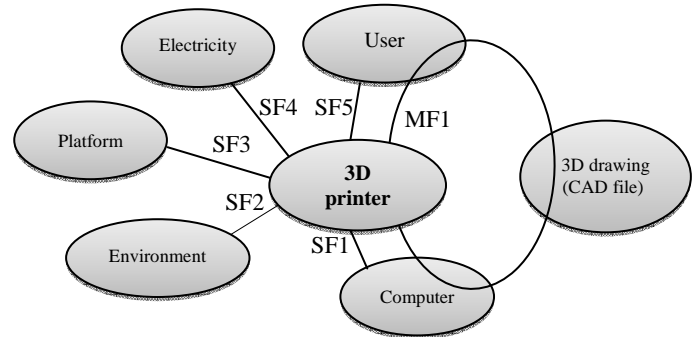 Electricity
User
SF4
SF5
MF1
Platform
SF3
3D
printer
3D drawing
(CAD file)
SF2
SF1
Environment
Computer